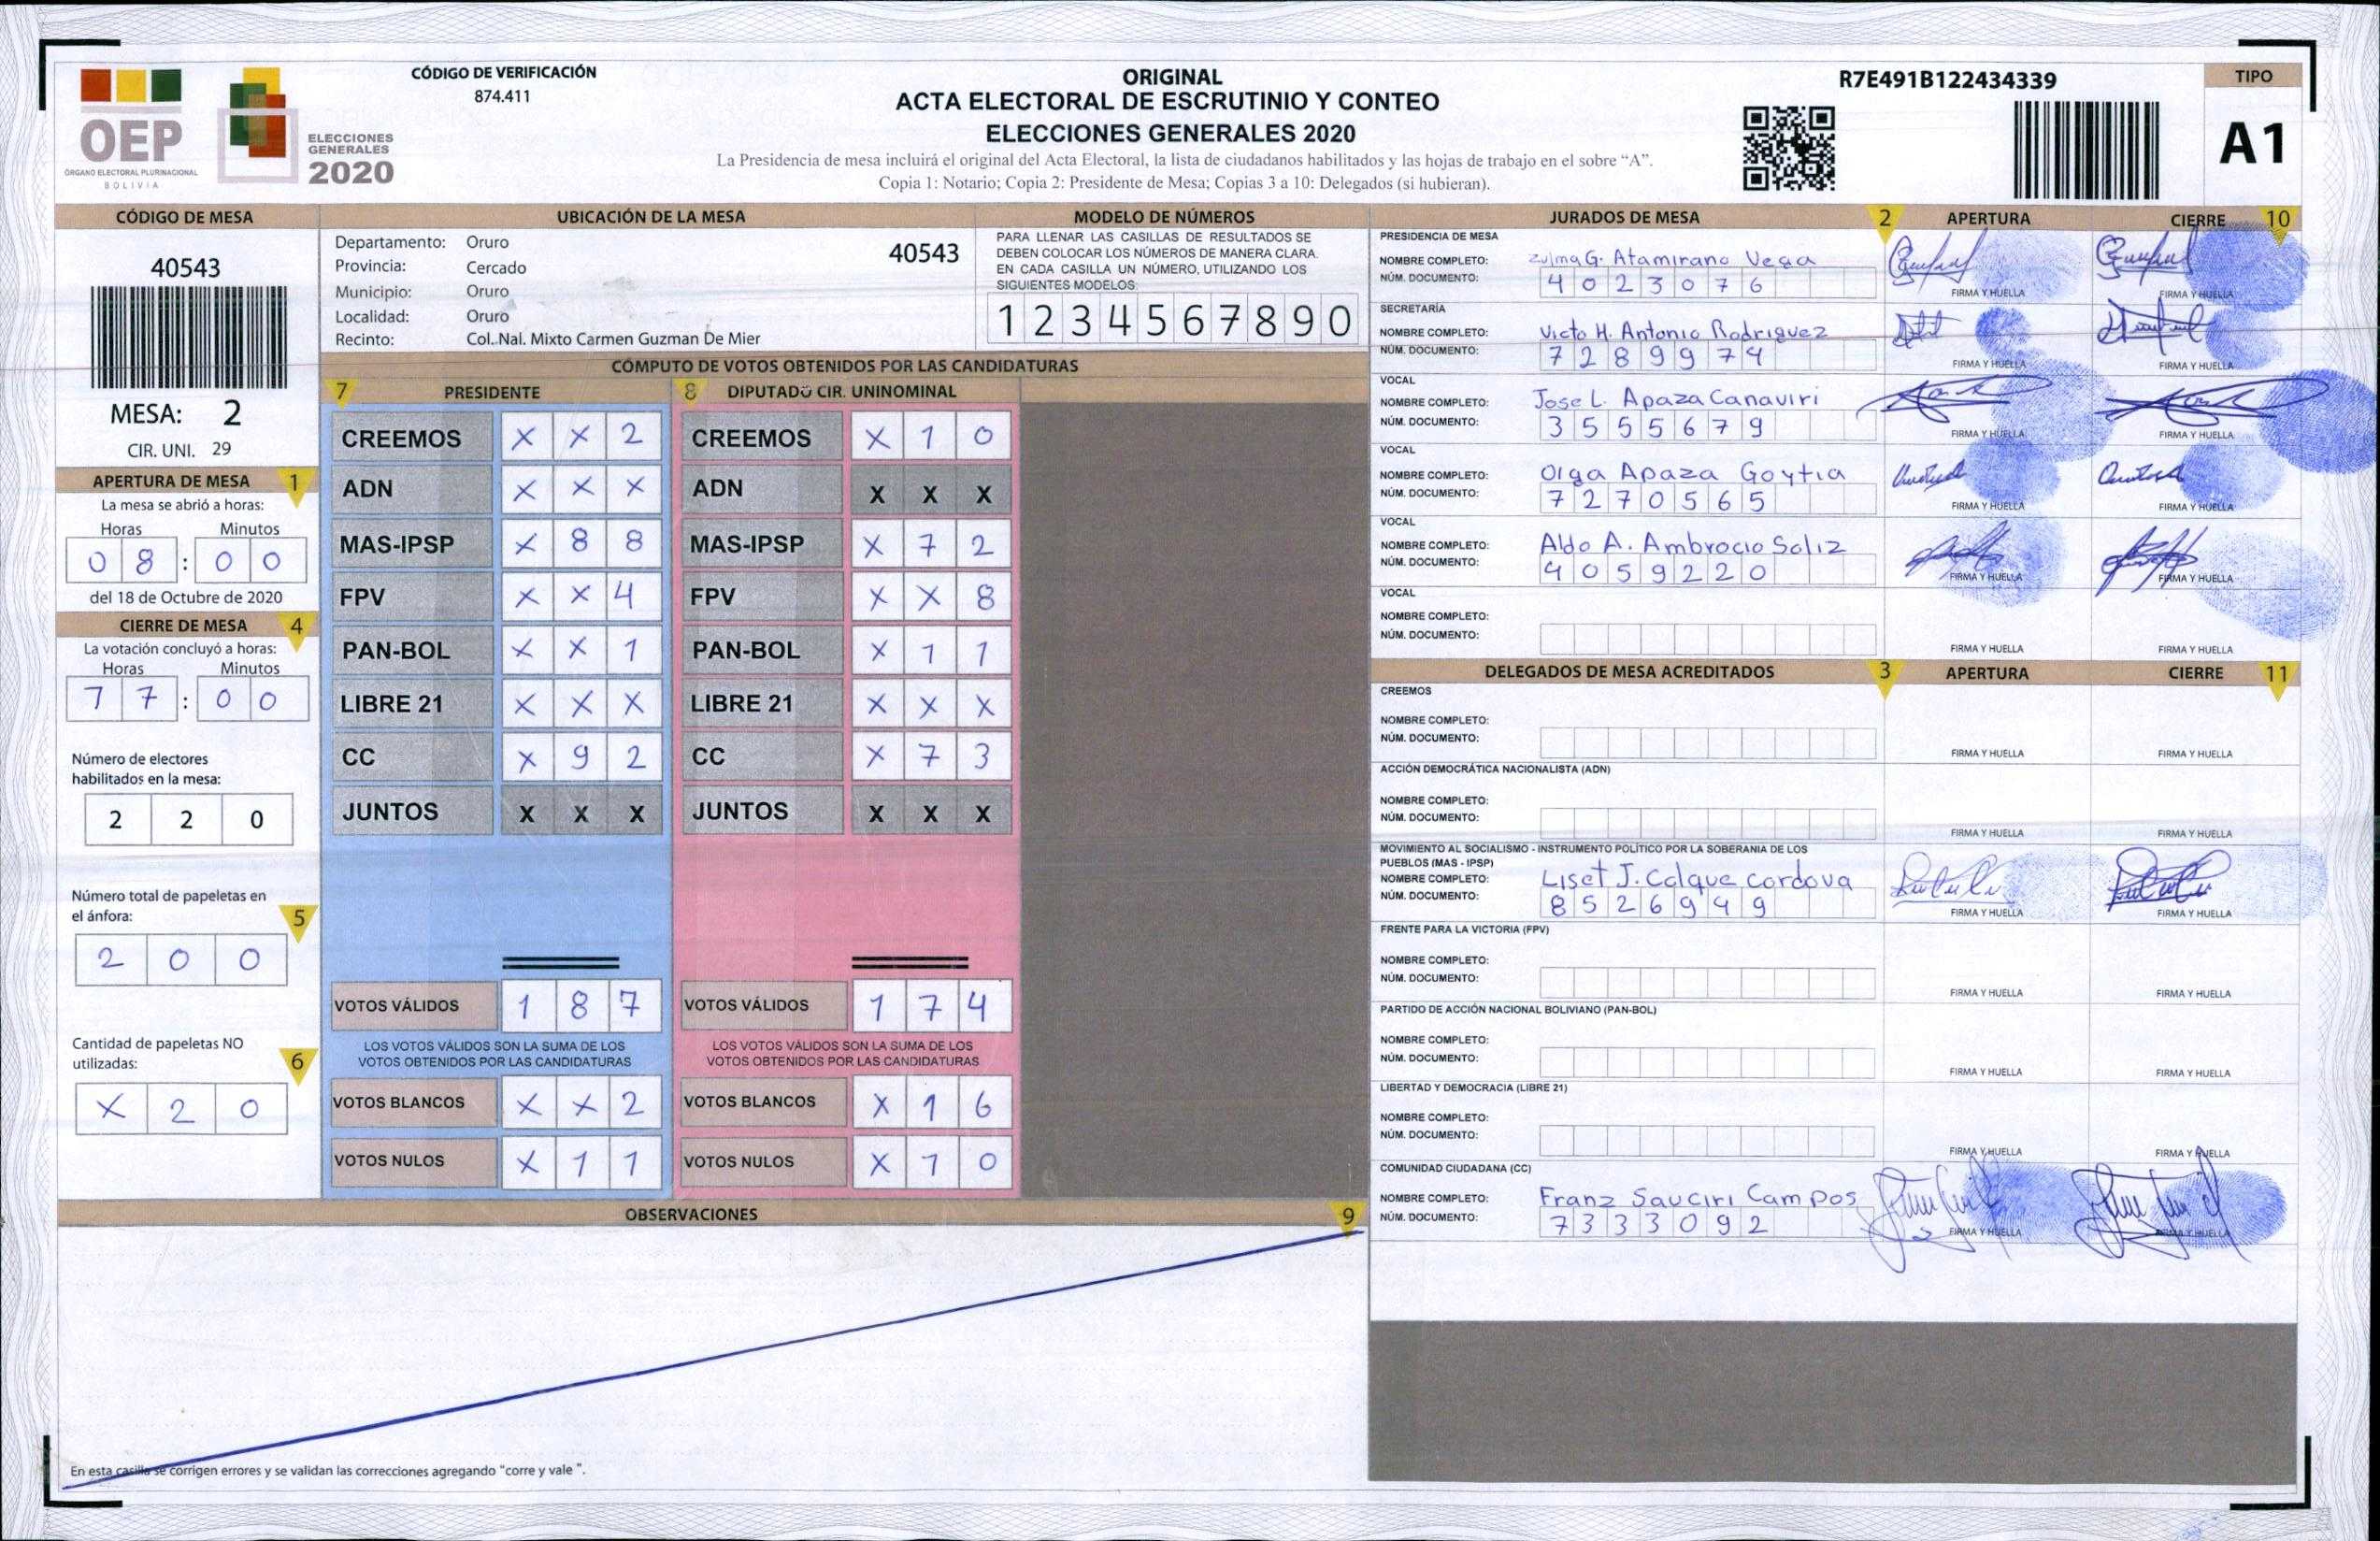 CÓDIGO DE VERIFICACIÓN
874.411
OEP
ÓRGANO ELECTORAL PLURINACIONAL
BOLIVIA
ELECCIONES
GENERALES
2020
ORIGINAL
ACTA ELECTORAL DE ESCRUTINIO Y CONTEO
ELECCIONES GENERALES 2020
La Presidencia de mesa incluirá el original del Acta Electoral, la lista de ciudadanos habilitados y las hojas de trabajo en el sobre “A”.
Copia 1: Notario; Copia 2: Presidente de Mesa; Copias 3 a 10: Delegados (si hubieran).
R7E491B122434339
TIPO
A1
CÓDIGO DE MESA
40543
MESA: 2
CIR. UNI. 29
APERTURA DE MESA 1
La mesa se abrió a horas:
Horas Minutos
0 8 : 0 0
del 18 de Octubre de 2020
CIERRE DE MESA 4
La votación concluyó a horas:
Horas Minutos
1 7 : 0 0
Número de electores
habilitados en la mesa:
2 2 0
Número total de papeletas en
el ánfora: 5
2 0 0
Cantidad de papeletas NO
utilizadas: 6
X 2 0
UBICACIÓN DE LA MESA
Departamento: Oruro 40543
Provincia: Cercado
Municipio: Oruro
Localidad: Oruro
Recinto: Col. Nal. Mixto Carmen Guzman De Mier
MODELO DE NÚMEROS
PARA LLENAR LAS CASILLAS DE RESULTADOS SE
DEBEN COLOCAR LOS NÚMEROS DE MANERA CLARA.
EN CADA CASILLA UN NÚMERO, UTILIZANDO LOS
SIGUIENTES MODELOS:
1 2 3 4 5 6 7 8 9 0
CÓMPUTO DE VOTOS OBTENIDOS POR LAS CANDIDATURAS
7 PRESIDENTE
CREEMOS X X 2
ADN X X X
MAS-IPSP X 8 8
FPV X X 4
PAN-BOL X X 1
LIBRE 21 X X X
CC X 9 2
JUNTOS X X X
VOTOS VÁLIDOS 1 8 7
LOS VOTOS VÁLIDOS SON LA SUMA DE LOS
VOTOS OBTENIDOS POR LAS CANDIDATURAS
VOTOS BLANCOS X X 2
VOTOS NULOS X 1 1
8 DIPUTADO CIR. UNINOMINAL
CREEMOS X 1 0
ADN X X X
MAS-IPSP X 7 2
FPV X X 8
PAN-BOL X 1 1
LIBRE 21 X X X
CC X 7 3
JUNTOS X X X
VOTOS VÁLIDOS 1 7 4
LOS VOTOS VÁLIDOS SON LA SUMA DE LOS
VOTOS OBTENIDOS POR LAS CANDIDATURAS
VOTOS BLANCOS X 1 6
VOTOS NULOS X 1 0
OBSERVACIONES 9
En esta casilla se corrigen errores y se validan las correcciones agregando “corre y vale ”.
JURADOS DE MESA 2 APERTURA CIERRE 10
PRESIDENCIA DE MESA
NOMBRE COMPLETO: Zulma G. Atamirano Vega
NÚM. DOCUMENTO: 4 0 2 3 0 7 6
FIRMA Y HUELLA FIRMA Y HUELLA
SECRETARÍA
NOMBRE COMPLETO: Victo H. Antonio Rodriguez
NÚM. DOCUMENTO: 7 2 8 9 9 7 4
FIRMA Y HUELLA FIRMA Y HUELLA
VOCAL
NOMBRE COMPLETO: Jose L. Apaza Canaviri
NÚM. DOCUMENTO: 3 5 5 5 6 7 9
FIRMA Y HUELLA FIRMA Y HUELLA
VOCAL
NOMBRE COMPLETO: Olga Apaza Goytia
NÚM. DOCUMENTO: 7 2 7 0 5 6 5
FIRMA Y HUELLA FIRMA Y HUELLA
VOCAL
NOMBRE COMPLETO: Aldo A. Ambrocio Soliz
NÚM. DOCUMENTO: 4 0 5 9 2 2 0
FIRMA Y HUELLA FIRMA Y HUELLA
VOCAL
NOMBRE COMPLETO:
NÚM. DOCUMENTO:
FIRMA Y HUELLA FIRMA Y HUELLA
DELEGADOS DE MESA ACREDITADOS 3 APERTURA CIERRE 11
CREEMOS
NOMBRE COMPLETO:
NÚM. DOCUMENTO:
FIRMA Y HUELLA FIRMA Y HUELLA
ACCIÓN DEMOCRÁTICA NACIONALISTA (ADN)
NOMBRE COMPLETO:
NÚM. DOCUMENTO:
FIRMA Y HUELLA FIRMA Y HUELLA
MOVIMIENTO AL SOCIALISMO - INSTRUMENTO POLÍTICO POR LA SOBERANIA DE LOS
PUEBLOS (MAS - IPSP)
NOMBRE COMPLETO: Liset J. Colque Cordova
NÚM. DOCUMENTO: 8 5 2 6 9 4 9
FIRMA Y HUELLA FIRMA Y HUELLA
FRENTE PARA LA VICTORIA (FPV)
NOMBRE COMPLETO:
NÚM. DOCUMENTO:
FIRMA Y HUELLA FIRMA Y HUELLA
PARTIDO DE ACCIÓN NACIONAL BOLIVIANO (PAN-BOL)
NOMBRE COMPLETO:
NÚM. DOCUMENTO:
FIRMA Y HUELLA FIRMA Y HUELLA
LIBERTAD Y DEMOCRACIA (LIBRE 21)
NOMBRE COMPLETO:
NÚM. DOCUMENTO:
FIRMA Y HUELLA FIRMA Y HUELLA
COMUNIDAD CIUDADANA (CC)
NOMBRE COMPLETO: Franz Sauciri Campos
NÚM. DOCUMENTO: 7 3 3 3 0 9 2
FIRMA Y HUELLA FIRMA Y HUELLA